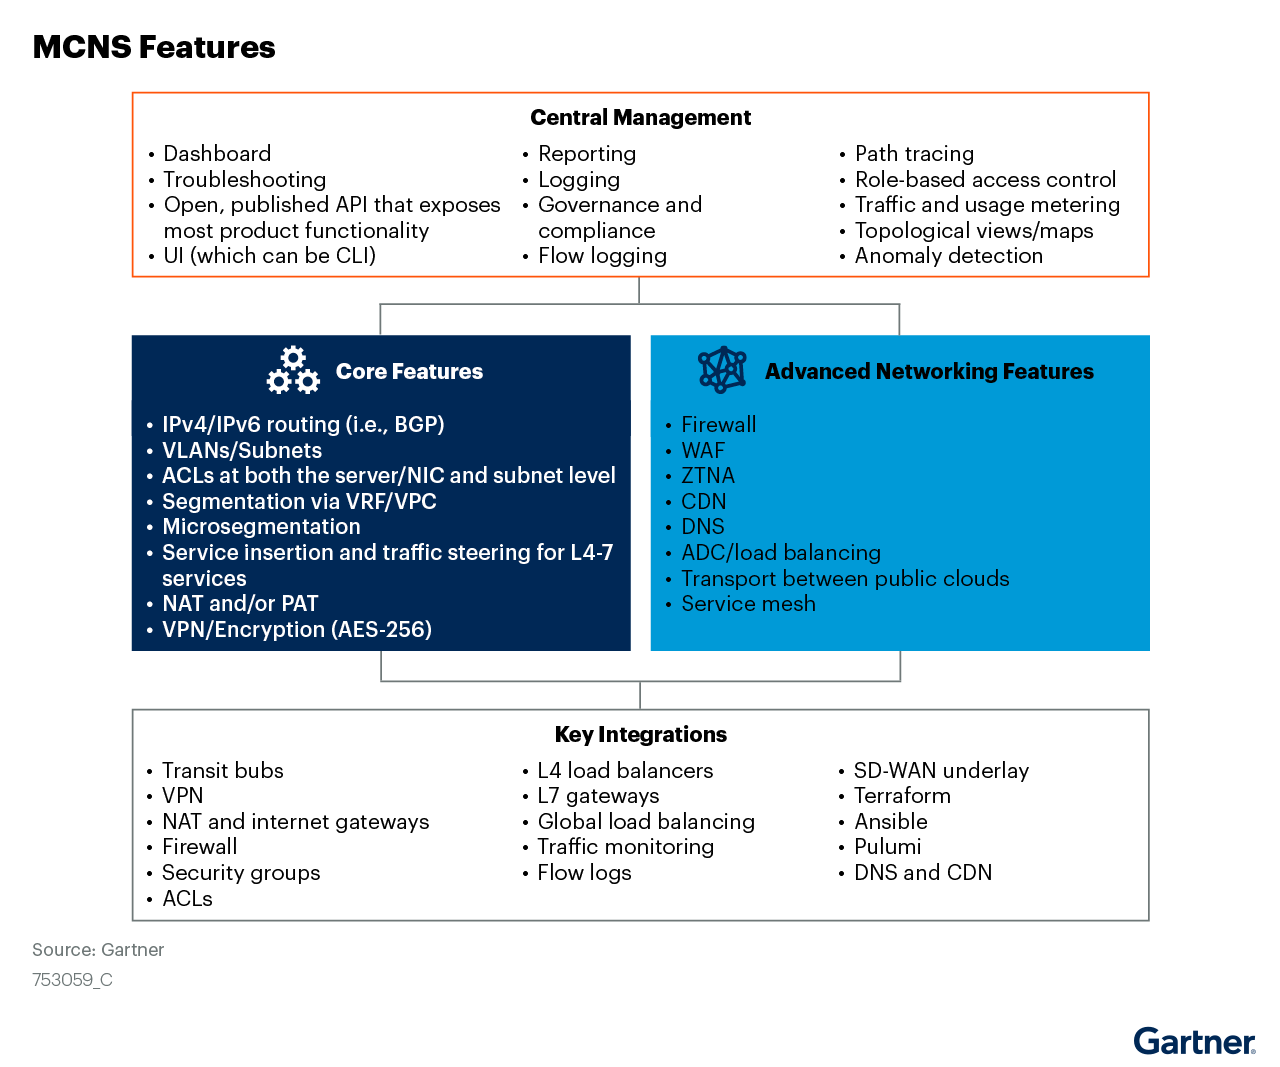 MCNS Features
Central Management
• Dashboard
• Troubleshooting
• Open, published API that exposes
most product functionality
• UI (which can be CLI)
• Reporting
• Logging
• Governance and
compliance
• Flow logging
• Path tracing
• Role-based access control
• Traffic and usage metering
• Topological views/maps
• Anomaly detection
Core Features
• IPv4/IPv6 routing (i.e., BGP)
• VLANs/Subnets
• ACLs at both the server/NIC and subnet level
• Segmentation via VRF/VPC
• Microsegmentation
• Service insertion and traffic steering for L4-7
services
• NAT and/or PAT
• VPN/Encryption (AES-256)
Advanced Networking Features
• Firewall
• WAF
• ZTNA
• CDN
• DNS
• ADC/load balancing
• Transport between public clouds
• Service mesh
Key Integrations
• Transit bubs
• VPN
• NAT and internet gateways
• Firewall
• Security groups
• ACLs
• L4 load balancers
• L7 gateways
• Global load balancing
• Traffic monitoring
• Flow logs
• SD-WAN underlay
• Terraform
• Ansible
• Pulumi
• DNS and CDN
Source: Gartner
753059_C
Gartner®